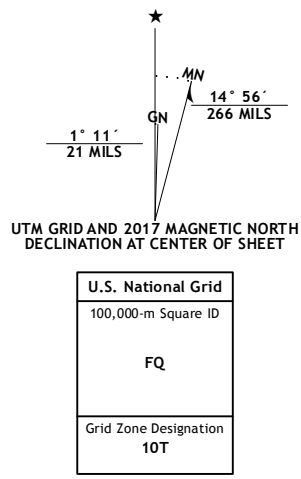 ★
MN
GN
14° 56´
266 MILS
1° 11´
21 MILS
UTM GRID AND 2017 MAGNETIC NORTH
DECLINATION AT CENTER OF SHEET
U.S. National Grid
100,000-m Square ID
FQ
Grid Zone Designation
10T